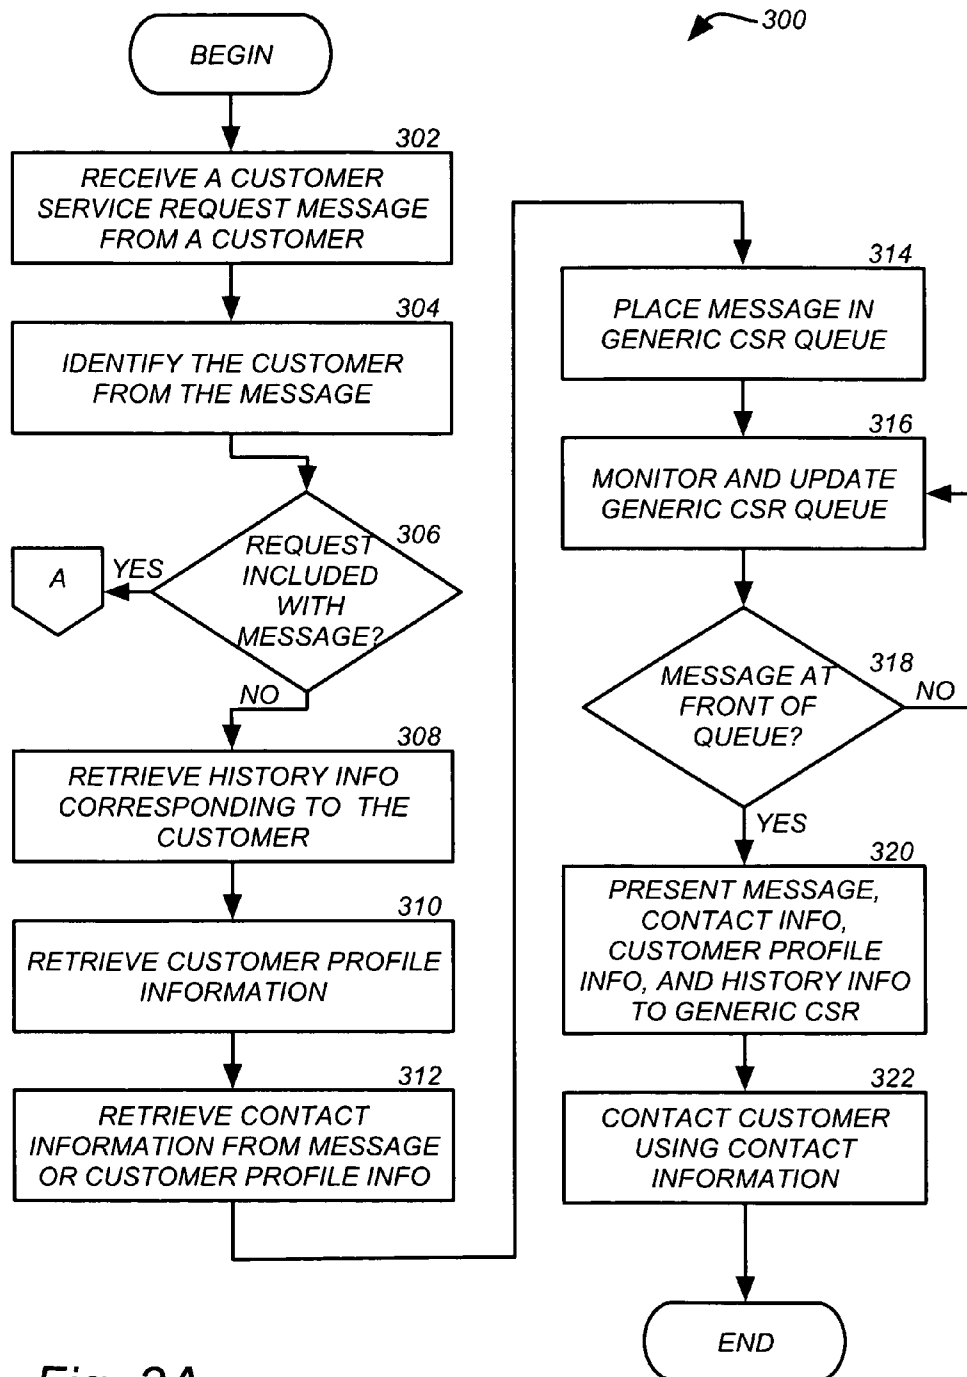 300
BEGIN
302
RECEIVE A CUSTOMER
SERVICE REQUEST MESSAGE
FROM A CUSTOMER
304
IDENTIFY THE CUSTOMER
FROM THE MESSAGE
306
REQUEST
INCLUDED
WITH
MESSAGE?
YES
A
NO
308
RETRIEVE HISTORY INFO
CORRESPONDING TO THE
CUSTOMER
310
RETRIEVE CUSTOMER PROFILE
INFORMATION
312
RETRIEVE CONTACT
INFORMATION FROM MESSAGE
OR CUSTOMER PROFILE INFO
314
PLACE MESSAGE IN
GENERIC CSR QUEUE
316
MONITOR AND UPDATE
GENERIC CSR QUEUE
318
MESSAGE AT
FRONT OF
QUEUE?
NO
YES
320
PRESENT MESSAGE,
CONTACT INFO,
CUSTOMER PROFILE
INFO, AND HISTORY INFO
TO GENERIC CSR
322
CONTACT CUSTOMER
USING CONTACT
INFORMATION
END
Fig. 3A